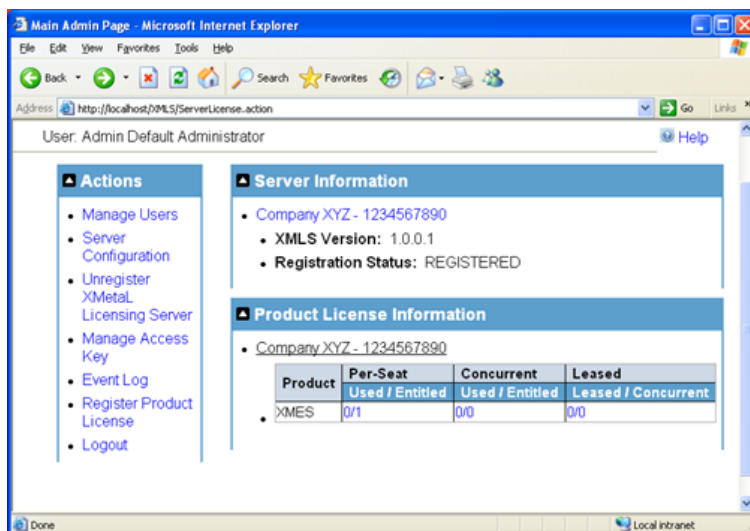 Main Admin Page - Microsoft Internet Explorer
File Edit View Favorites Tools Help
Back Search Favorites
Address http://localhost/XMLS/ServerLicense.action Go Links »
User: Admin Default Administrator
Help
Actions
Manage Users
Server
Configuration
Unregister
XMetaL
Licensing Server
Manage Access
Key
Event Log
Register Product
License
Logout
Server Information
Company XYZ - 1234567890
XMLS Version: 1.0.0.1
Registration Status: REGISTERED
Product License Information
Company XYZ - 1234567890
Product Per-Seat Concurrent Leased
Used / Entitled Used / Entitled Leased / Concurrent
XMES 0/1 0/0 0/0
Done Local intranet